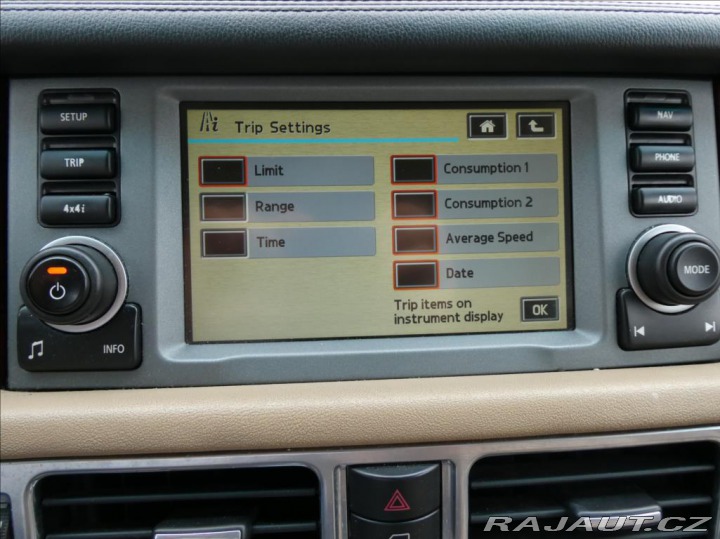 SETUP
TRIP
4x4i
INFO
i Trip Settings
Limit
Range
Time
Consumption 1
Consumption 2
Average Speed
Date
Trip items on
instrument display
OK
NAV
PHONE
AUDIO
MODE
RAJAUT.CZ